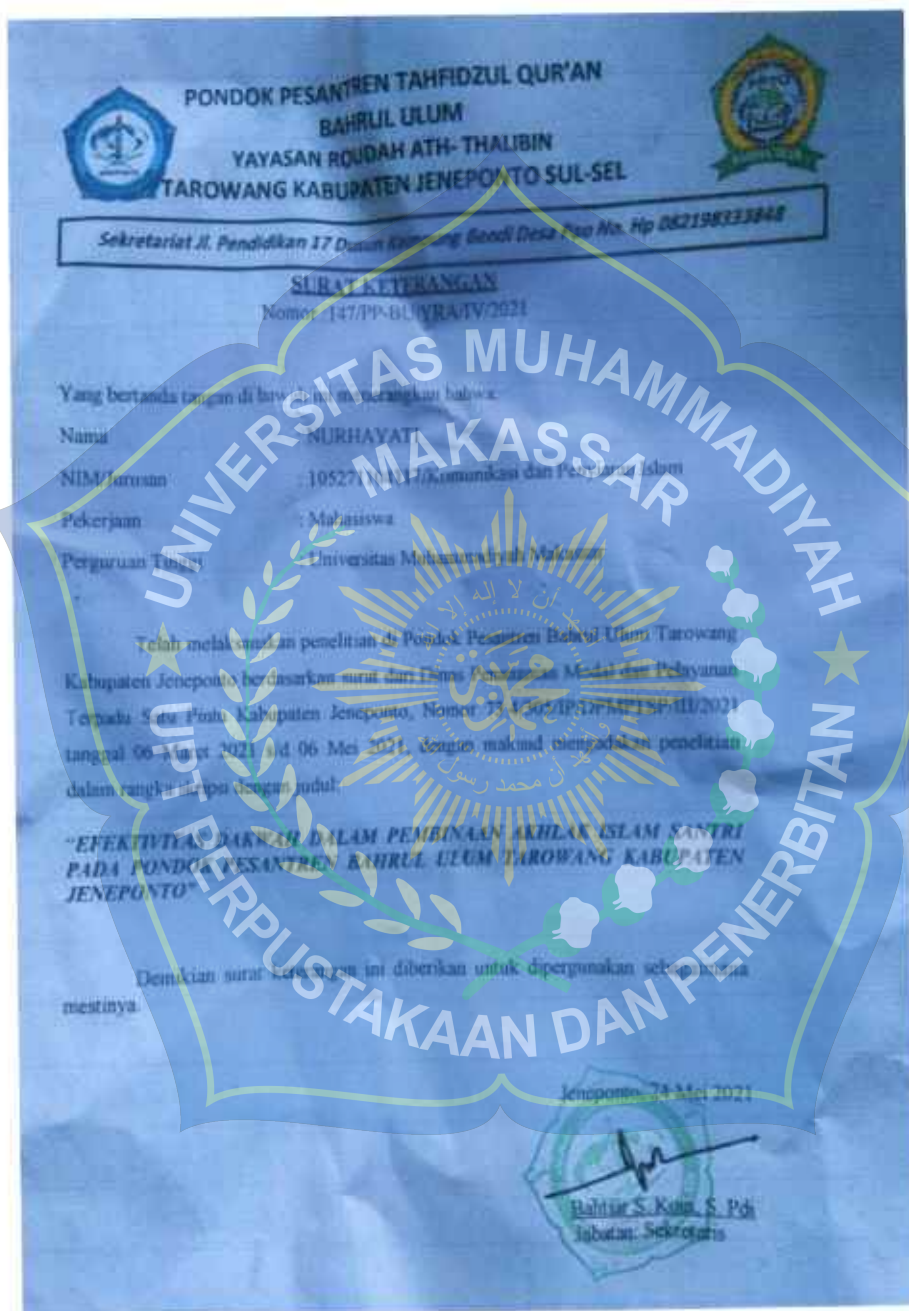 PONDOK PESANTREN TAHFIDZUL QUR'AN
BAHRUL ULUM
YAYASAN ROUDAH ATH- THALIBIN
TAROWANG KABUPATEN JENEPONTO SUL-SEL
Sekretariat Jl. Pendidikan 17 Dusun Bendi Desa No. Hp 082198333848
SURAT KETERANGAN
Nomor: 147/PP-BU/YRA/IV/2021
Yang bertanda tangan di bawah ini menerangkan bahwa:
Nama : NURHAYATI
NIM/Jurusan : /Komunikasi dan Penyiaran Islam
Pekerjaan : Mahasiswa
Perguruan Tinggi : Universitas Muhammadiyah Makassar
Telah melaksanakan penelitian di Pondok Pesantren Bahrul Ulum Tarowang
Kabupaten Jeneponto berdasarkan surat dari Dinas Penanaman Modal dan Pelayanan
Terpadu Satu Pintu Kabupaten Jeneponto, Nomor
tanggal 06 Maret 2021 s/d 06 Mei 2021, dengan maksud mengadakan penelitian
dalam rangka skripsi dengan judul:
"EFEKTIVITAS DAKWAH DALAM PEMBINAAN AKHLAK ISLAM SANTRI
PADA PONDOK PESANTREN BAHRUL ULUM TAROWANG KABUPATEN
JENEPONTO"
Demikian surat keterangan ini diberikan untuk dipergunakan sebagaimana
mestinya.
Jeneponto, 24 Mei 2021
Bahtiar S. S. Pdi
Jabatan: Sekretaris
UNIVERSITAS MUHAMMADIYAH
MAKASSAR
UPT PERPUSTAKAAN DAN PENERBITAN